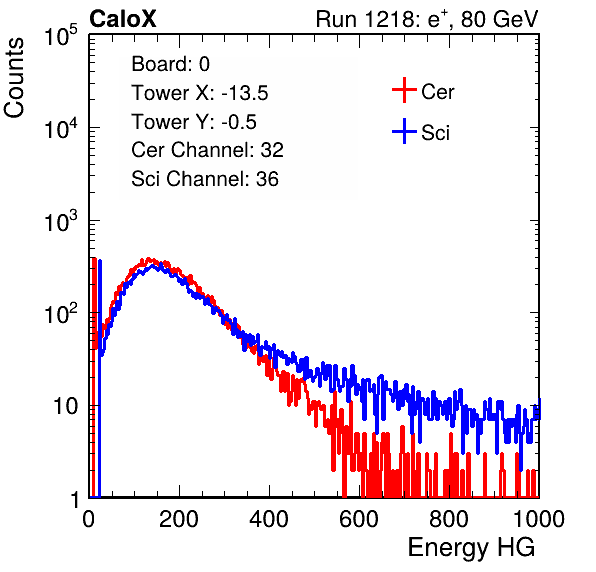 CaloX Run 1218: e⁺, 80 GeV
Board: 0
Tower X: -13.5
Tower Y: -0.5
Cer Channel: 32
Sci Channel: 36
Cer
Sci
Counts
10⁵
10⁴
10³
10²
10
1
0 200 400 600 800 1000
Energy HG